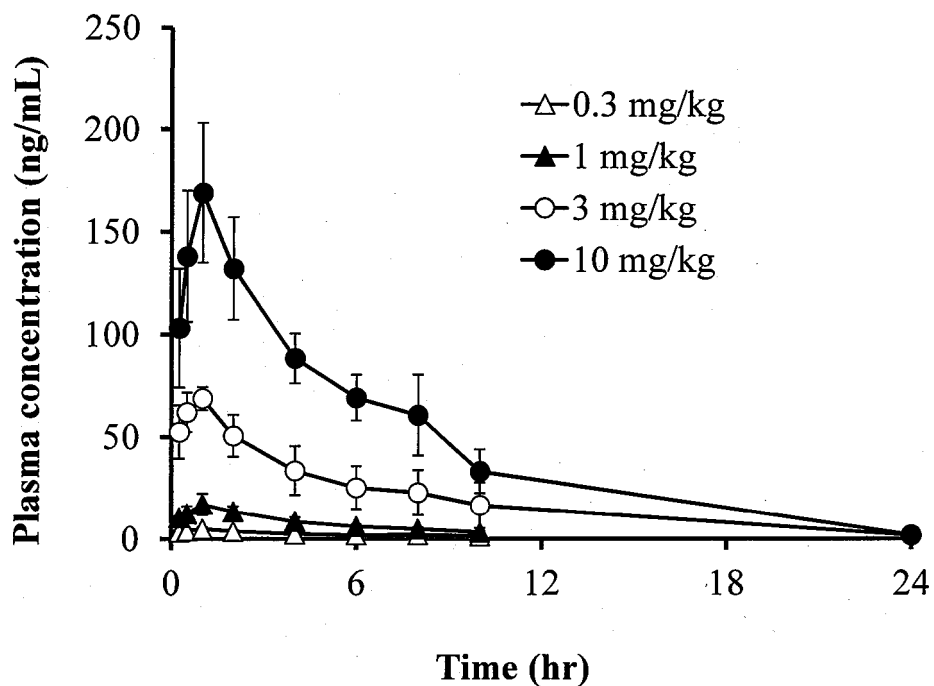 250
200
150
100
50
0
Plasma concentration (ng/mL)
0.3 mg/kg
1 mg/kg
3 mg/kg
10 mg/kg
0 6 12 18 24
Time (hr)